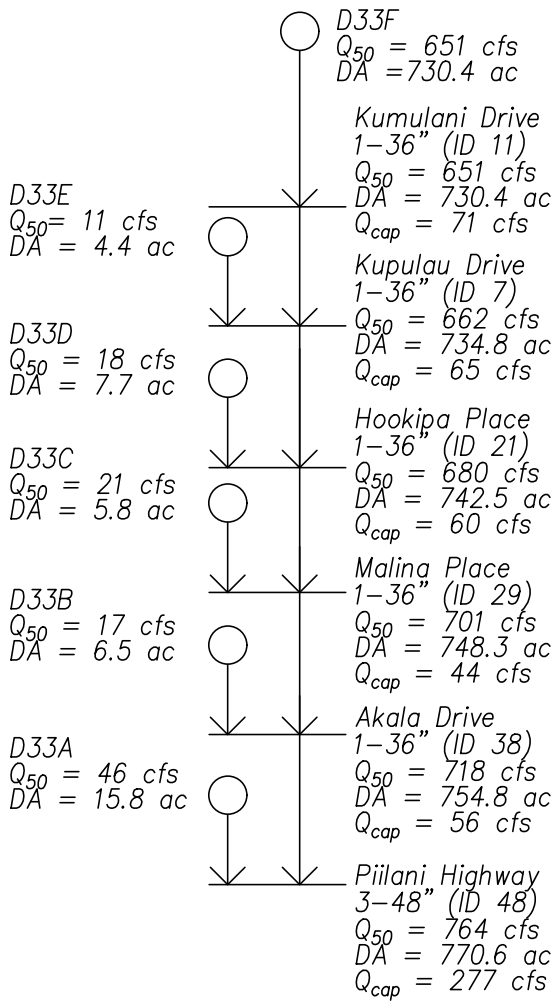 D33F
Q50 = 651 cfs
DA =730.4 ac
Kumulani Drive
1-36" (ID 11)
Q50 = 651 cfs
DA = 730.4 ac
Qcap = 71 cfs
D33E
Q50= 11 cfs
DA = 4.4 ac
Kupulau Drive
1-36" (ID 7)
Q50 = 662 cfs
DA = 734.8 ac
Qcap = 65 cfs
D33D
Q50 = 18 cfs
DA = 7.7 ac
Hookipa Place
1-36" (ID 21)
Q50 = 680 cfs
DA = 742.5 ac
Qcap = 60 cfs
D33C
Q50 = 21 cfs
DA = 5.8 ac
Malina Place
1-36" (ID 29)
Q50 = 701 cfs
DA = 748.3 ac
Qcap = 44 cfs
D33B
Q50 = 17 cfs
DA = 6.5 ac
Akala Drive
1-36" (ID 38)
Q50 = 718 cfs
DA = 754.8 ac
Qcap = 56 cfs
D33A
Q50 = 46 cfs
DA = 15.8 ac
Piilani Highway
3-48" (ID 48)
Q50 = 764 cfs
DA = 770.6 ac
Qcap = 277 cfs